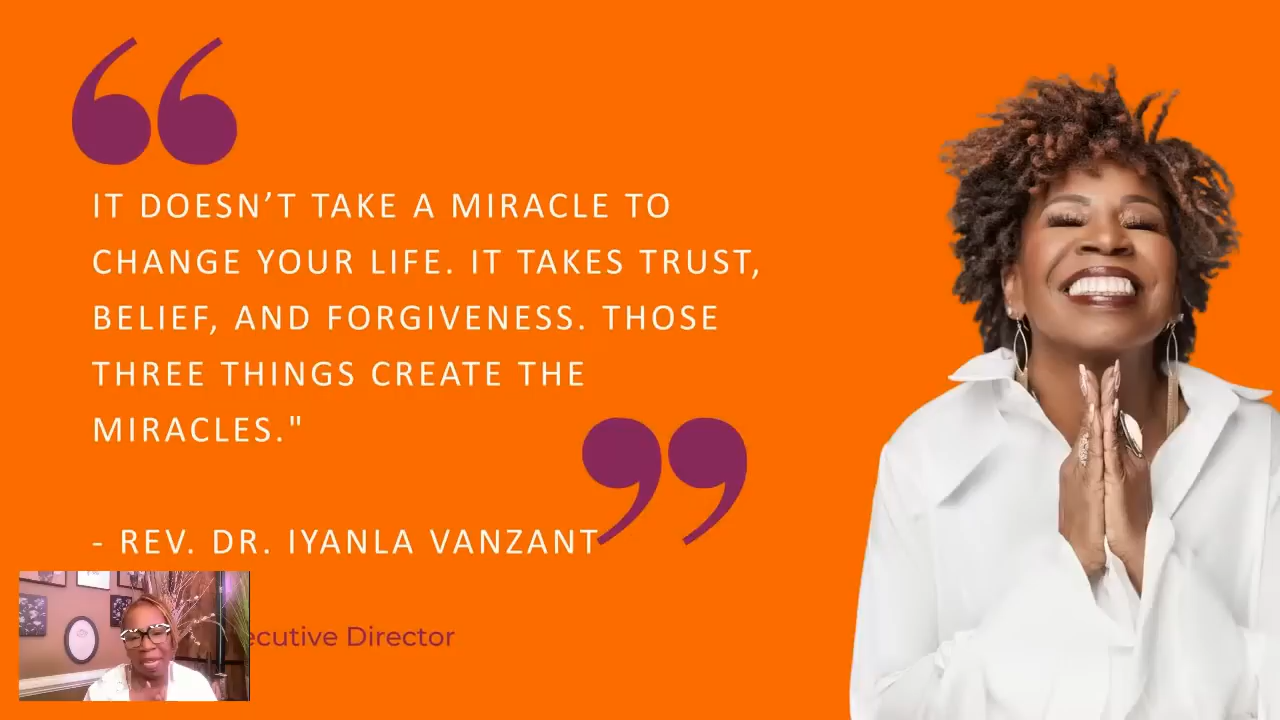 IT DOESN’T TAKE A MIRACLE TO
CHANGE YOUR LIFE. IT TAKES TRUST,
BELIEF, AND FORGIVENESS. THOSE
THREE THINGS CREATE THE
MIRACLES."
- REV. DR. IYANLA VANZANT
ecutive Director